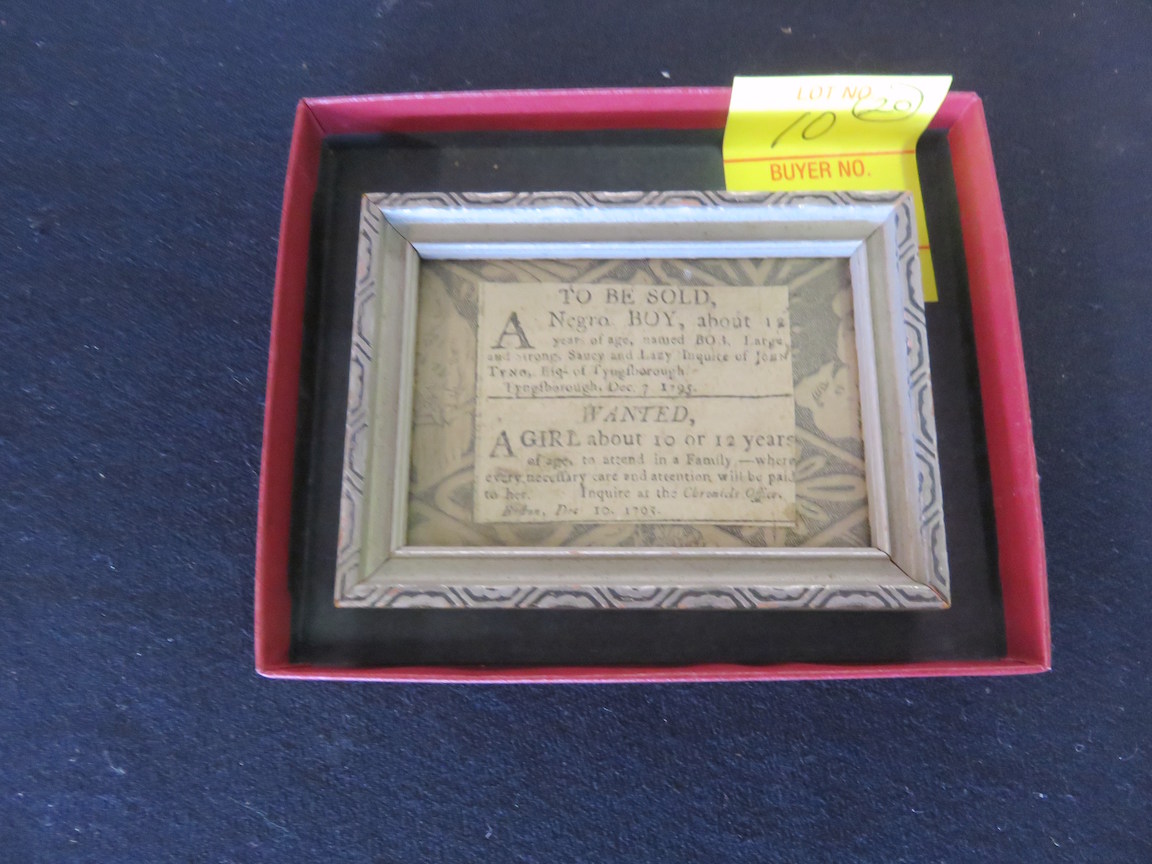 LOT NO.
20
10
BUYER NO.
TO BE SOLD,
A Negro BOY, about 12
years of age, named BOA, Large,
and strong, Saucy and Lazy Inquire of JOHN
TYNG, Esq. of Tyngsborough.
Tyngsborough, Dec. 7 1795.
WANTED,
A GIRL about 10 or 12 years
of age, to attend in a Family,—where
every necessary care and attention will be paid
to her. Inquire at the Chronicle Office.
Boston, Dec. 10. 1795.